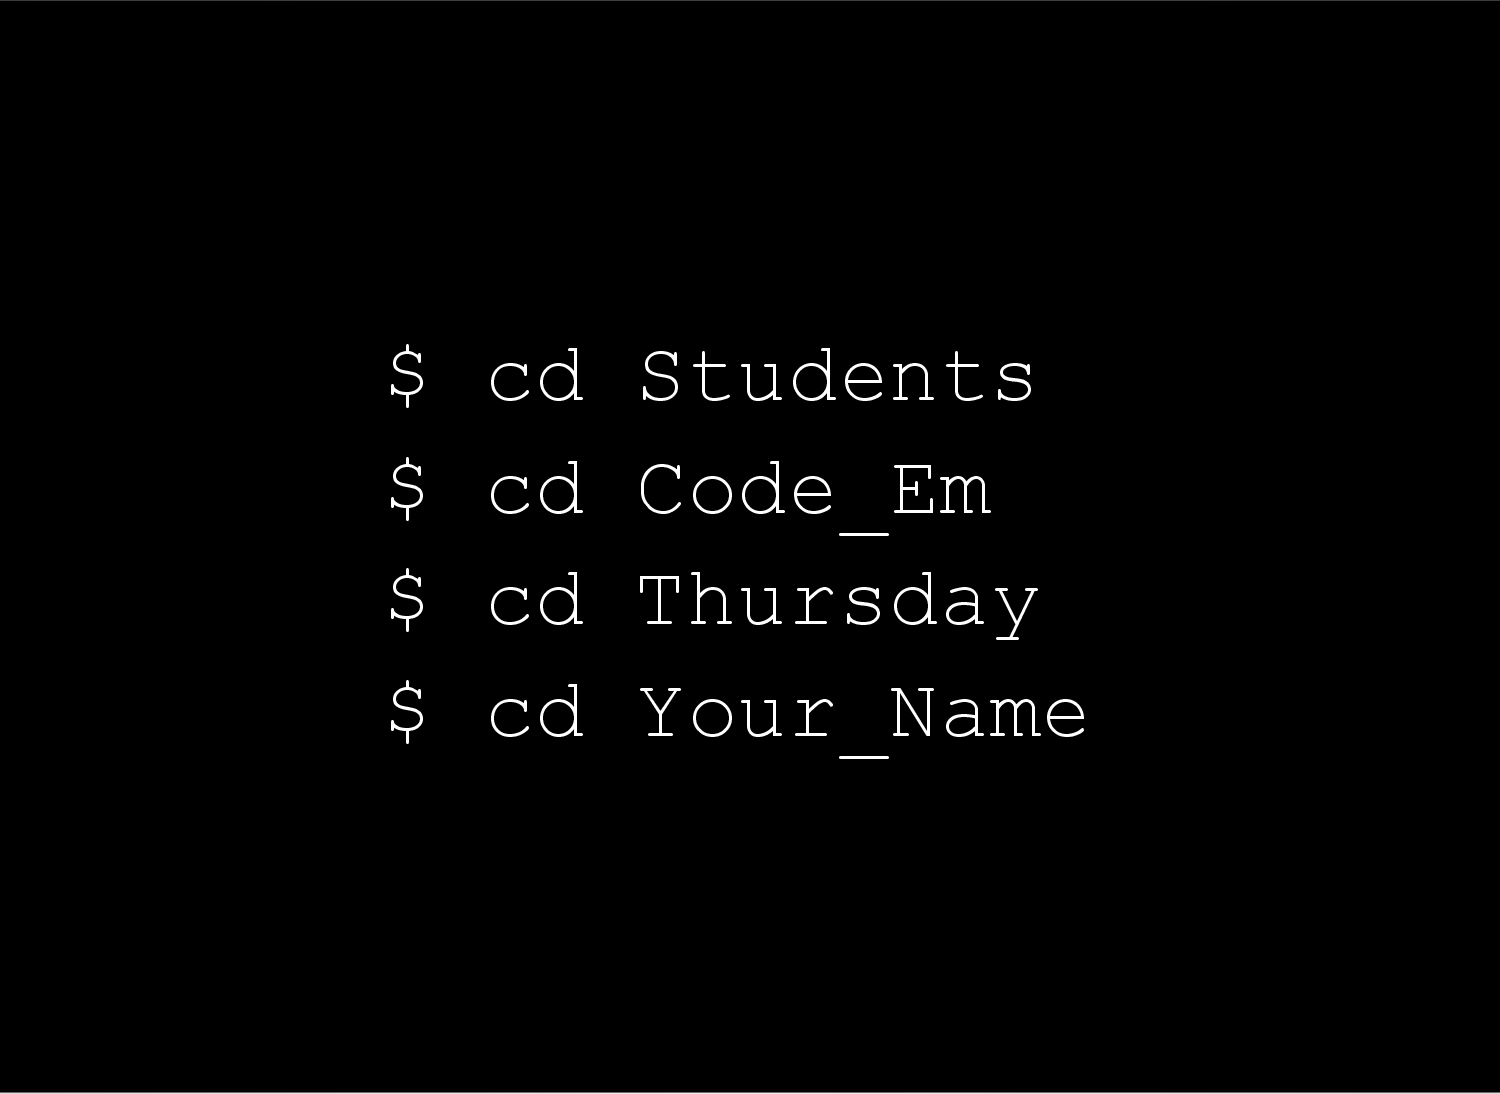 $ cd Students
$ cd Code_Em
$ cd Thursday
$ cd Your_Name